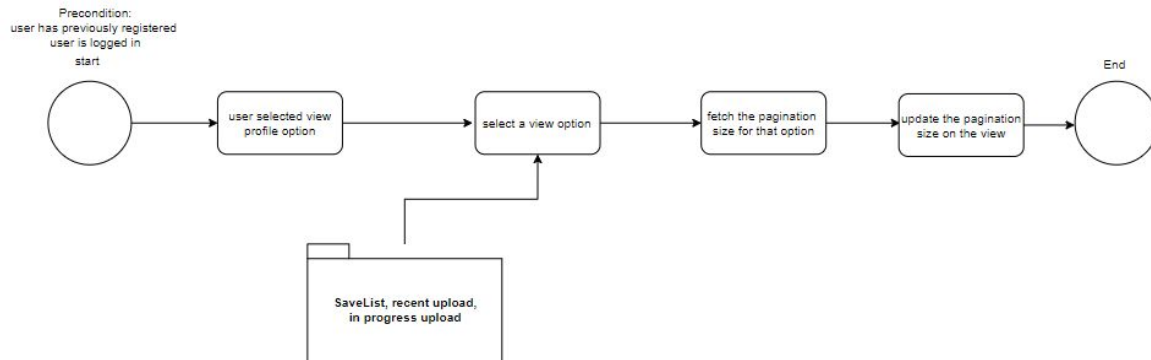 Precondition:
user has previously registered
user is logged in
start
End
user selected view
profile option
select a view option
fetch the pagination
size for that option
update the pagination
size on the view
SaveList, recent upload,
in progress upload